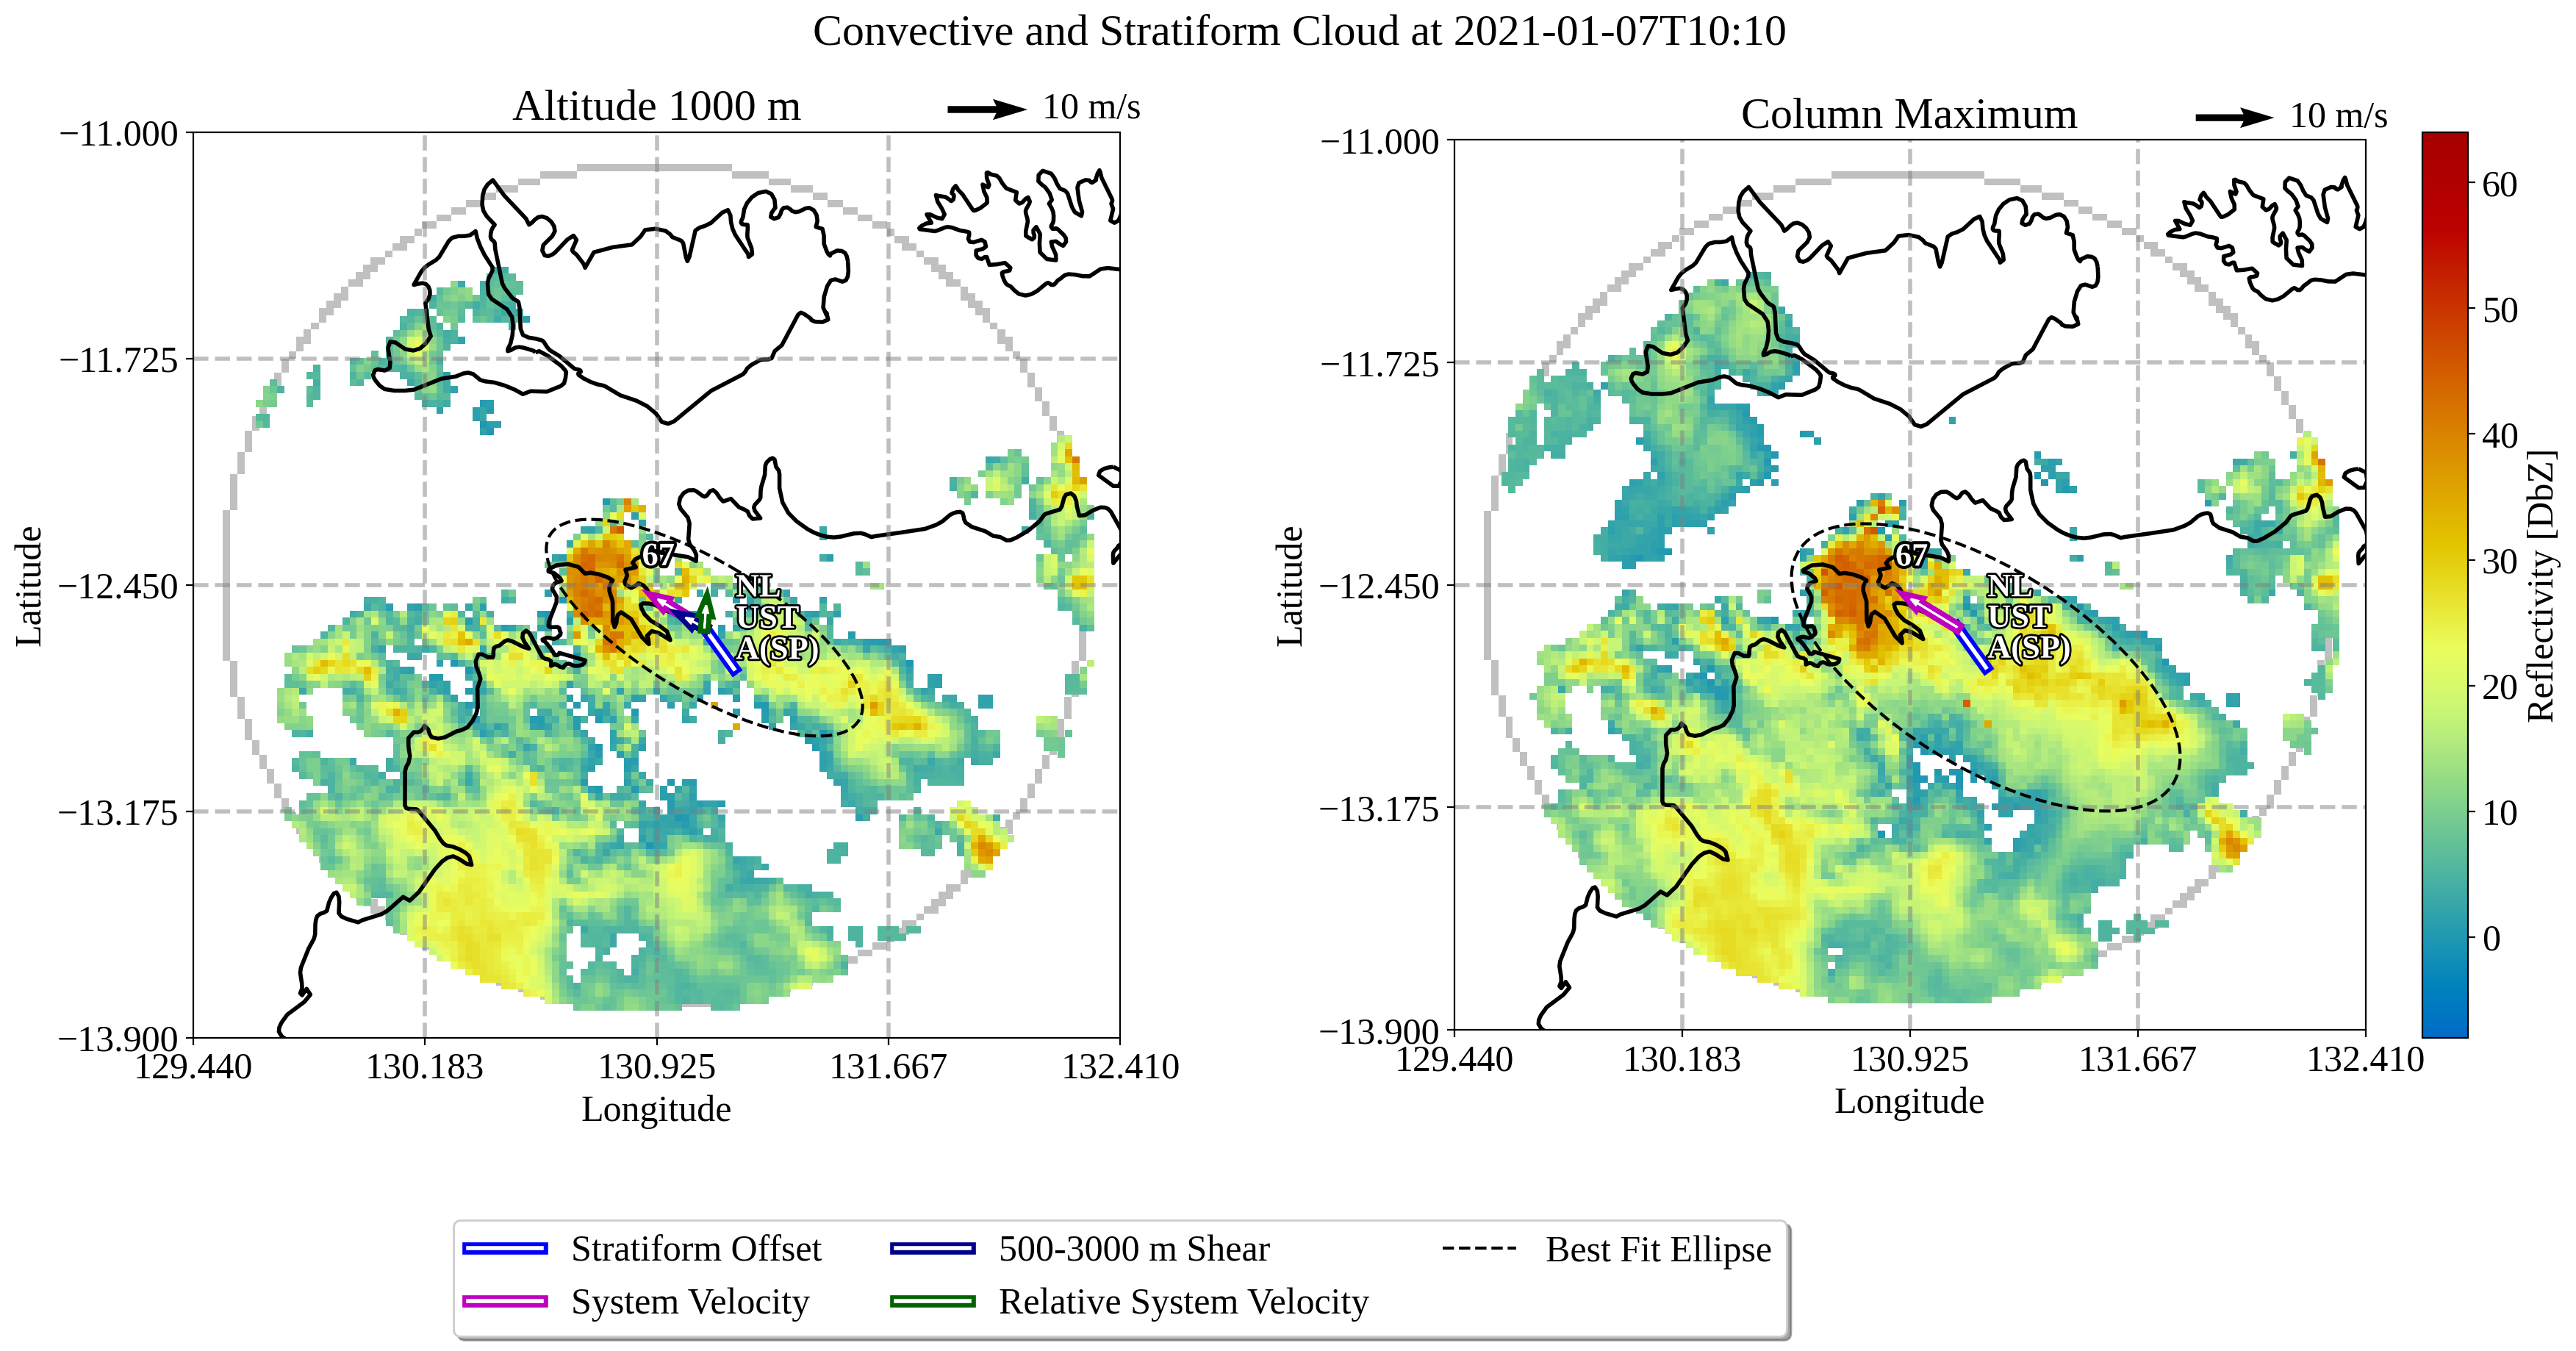 Convective and Stratiform Cloud at 2021-01-07T10:10
Altitude 1000 m
10 m/s
−11.000
−11.725
−12.450
−13.175
−13.900
129.440
130.183
130.925
131.667
132.410
Latitude
Longitude
67
NL
UST
A(SP)
Column Maximum
10 m/s
−11.000
−11.725
−12.450
−13.175
−13.900
129.440
130.183
130.925
131.667
132.410
Latitude
Longitude
67
NL
UST
A(SP)
60
50
40
30
20
10
0
Reflectivity [DbZ]
Stratiform Offset
System Velocity
500-3000 m Shear
Relative System Velocity
Best Fit Ellipse